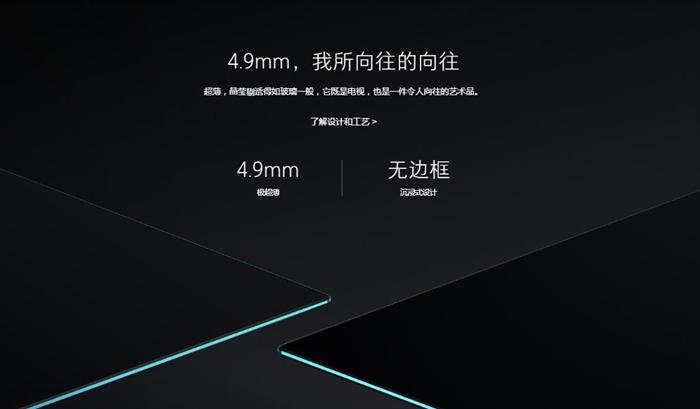 4.9mm，我所向往的向往
超薄，晶莹剔透得如玻璃一般，它既是电视，也是一件令人向往的艺术品。
了解设计和工艺 >
4.9mm 无边框
极超薄 沉浸式设计